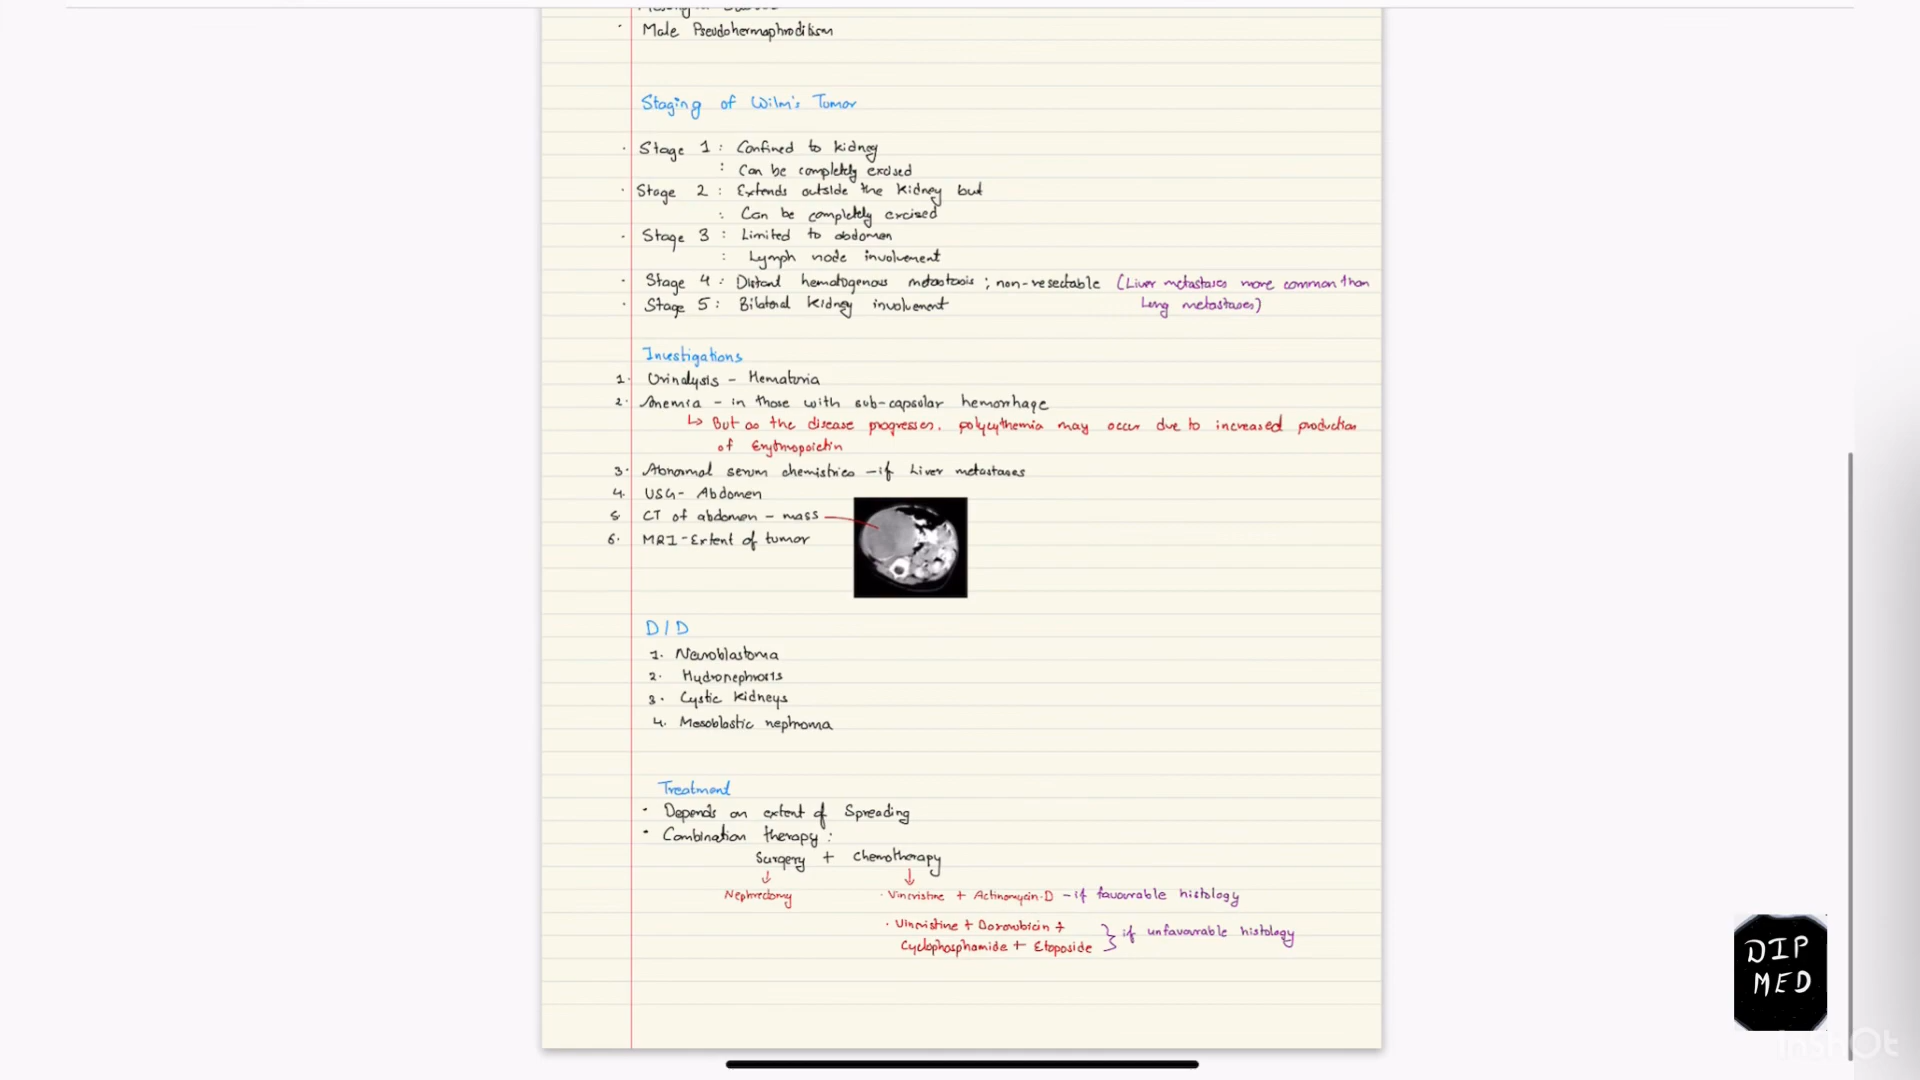 Male Pseudohermaphroditism
Staging of Wilm's Tumor
· Stage 1 : Confined to kidney
: Can be completely excised
· Stage 2 : Extends outside the kidney but
: Can be completely excised
· Stage 3 : Limited to abdomen
: Lymph node involvement
· Stage 4 : Distant hematogenous metastasis ; non-resectable (Liver metastases more common than
· Stage 5 : Bilateral kidney involvement Lung metastases)
Investigations
1. Urinalysis - Hematuria
2. Anemia - in those with sub-capsular hemorrhage
↳ But as the disease progresses, polycythemia may occur due to increased production
of Erythropoietin
3. Abnormal serum chemistries - if Liver metastases
4. USG - Abdomen
5 CT of abdomen - mass
6. MRI - Extent of tumor
D/D
1. Neuroblastoma
2. Hydronephrosis
3. Cystic kidneys
4. Mesoblastic nephroma
Treatment
· Depends on extent of Spreading
· Combination therapy :
Surgery + Chemotherapy
Nephrectomy · Vincristine + Actinomycin-D - if favourable histology
· Vincristine + Doxorubicin +
Cyclophosphamide + Etoposide } if unfavourable histology
DIP
MED
InShOt